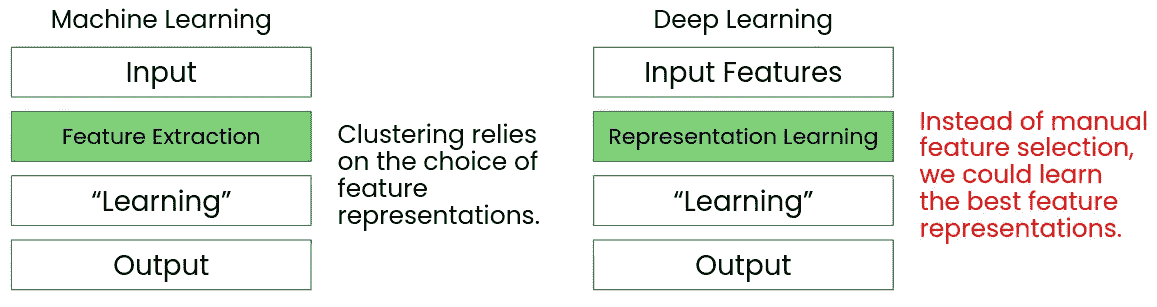 Machine Learning
Input
Feature Extraction
“Learning”
Output
Clustering relies
on the choice of
feature
representations.
Deep Learning
Input Features
Representation Learning
“Learning”
Output
Instead of manual
feature selection,
we could learn
the best feature
representations.